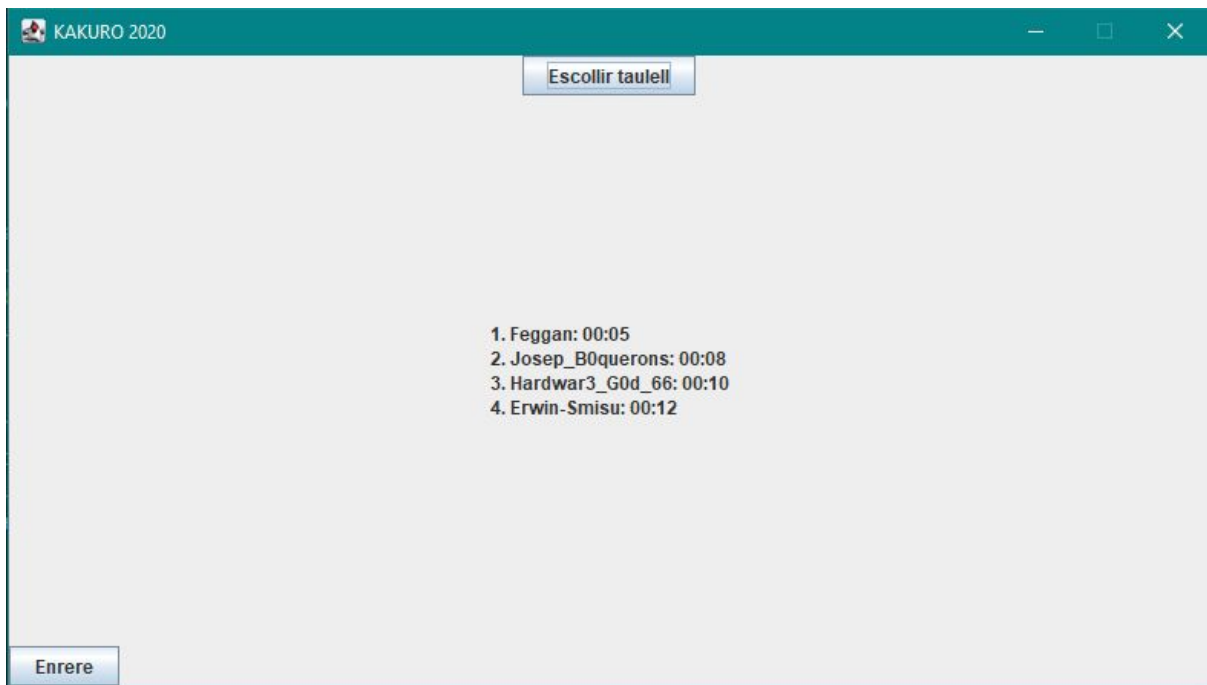 KAKURO 2020
Escollir taulell
1. Feggan: 00:05
2. Josep_B0querons: 00:08
3. Hardwar3_G0d_66: 00:10
4. Erwin-Smisu: 00:12
Enrere